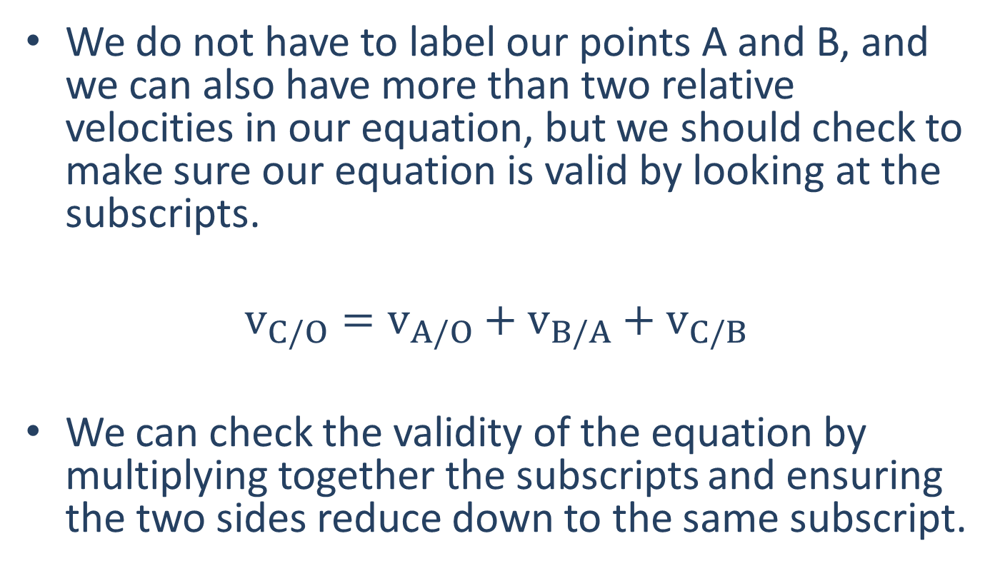 • We do not have to label our points A and B, and
we can also have more than two relative
velocities in our equation, but we should check to
make sure our equation is valid by looking at the
subscripts.
v_{C/O} = v_{A/O} + v_{B/A} + v_{C/B}
• We can check the validity of the equation by
multiplying together the subscripts and ensuring
the two sides reduce down to the same subscript.